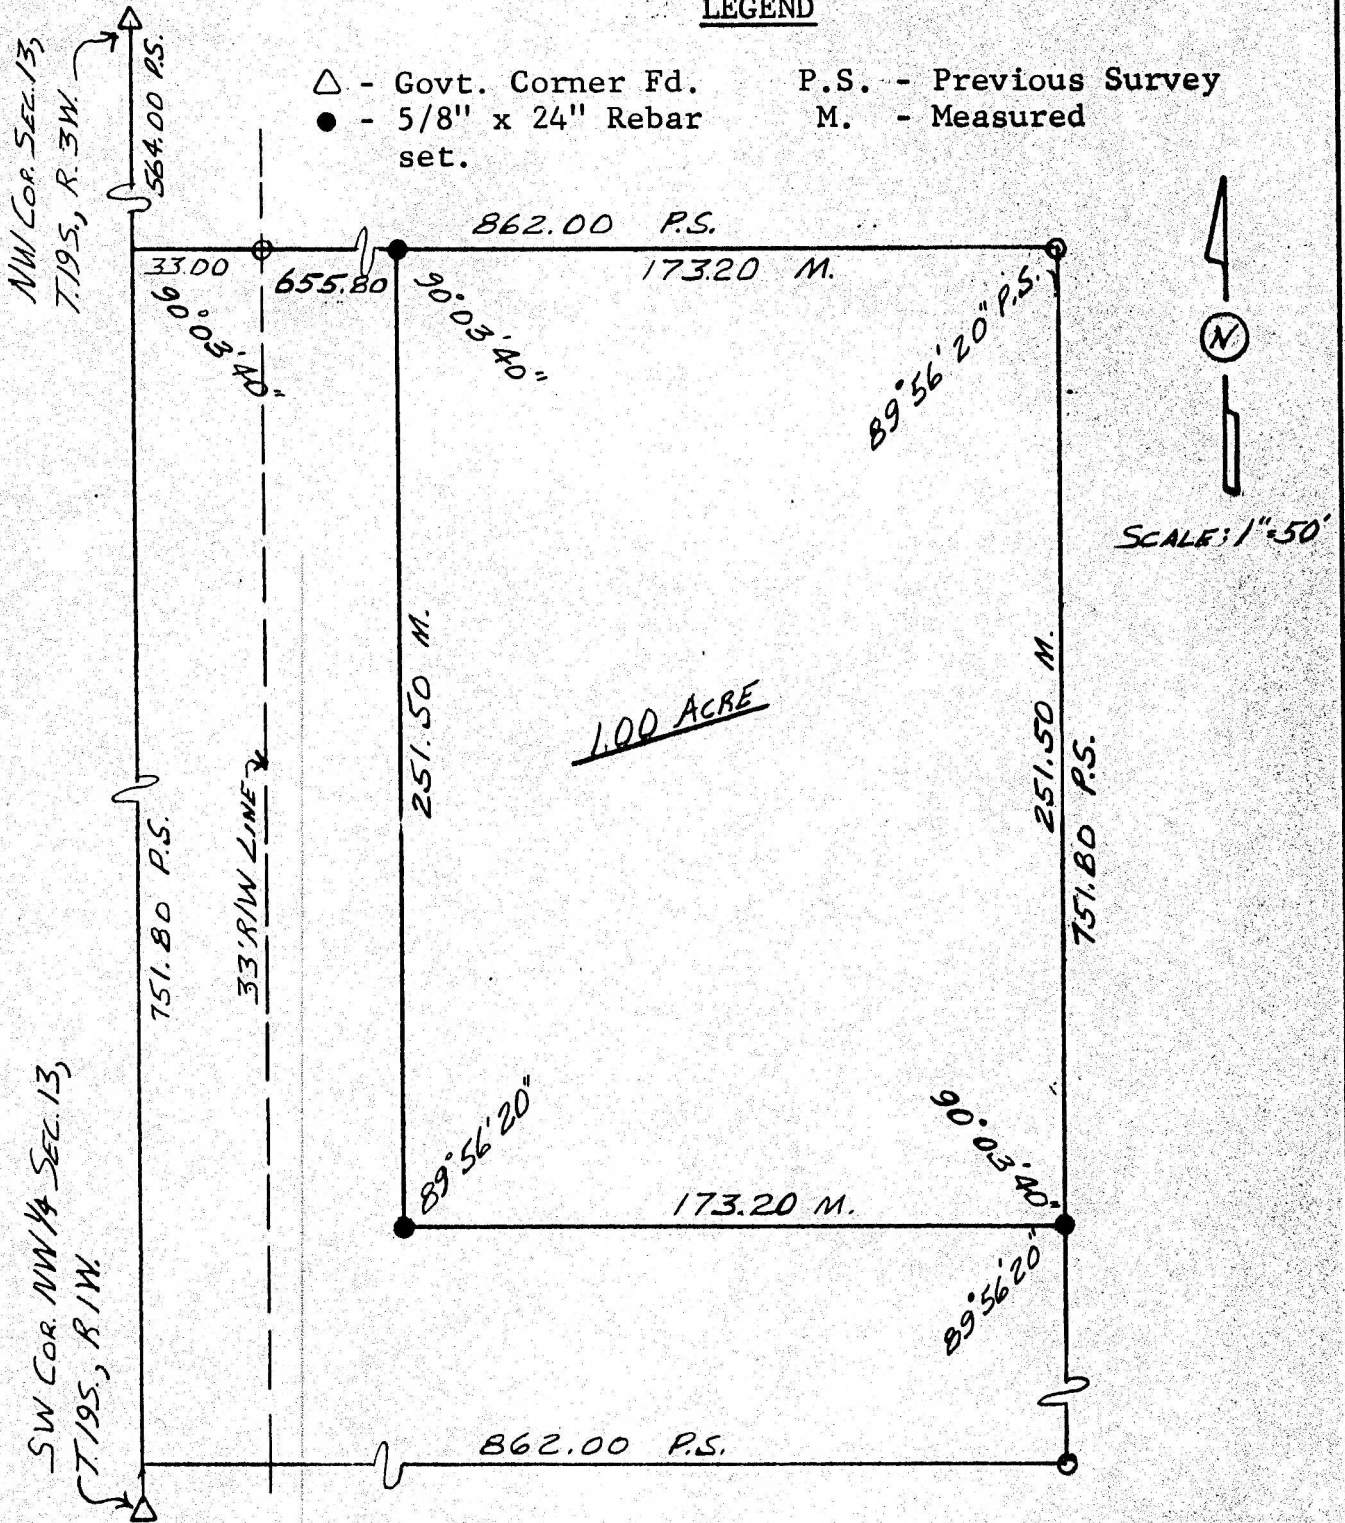 LEGEND
△ - Govt. Corner Fd.
● - 5/8" x 24" Rebar
set.
P.S. - Previous Survey
M. - Measured
NW COR. SEC. 13,
T.19S., R.3W.
564.00 P.S.
862.00 P.S.
33.00
655.80
173.20 M.
90°03'40"
90°03'40"
89°56'20" P.S.
N
SCALE: 1"=50'
251.50 M.
1.00 ACRE
251.50 M.
751.80 P.S.
751.80 P.S.
33' R/W LINE
89°56'20"
90°03'40"
173.20 M.
89°56'20"
SW COR. NW 1/4 SEC. 13,
T.19S., R.1W.
862.00 P.S.